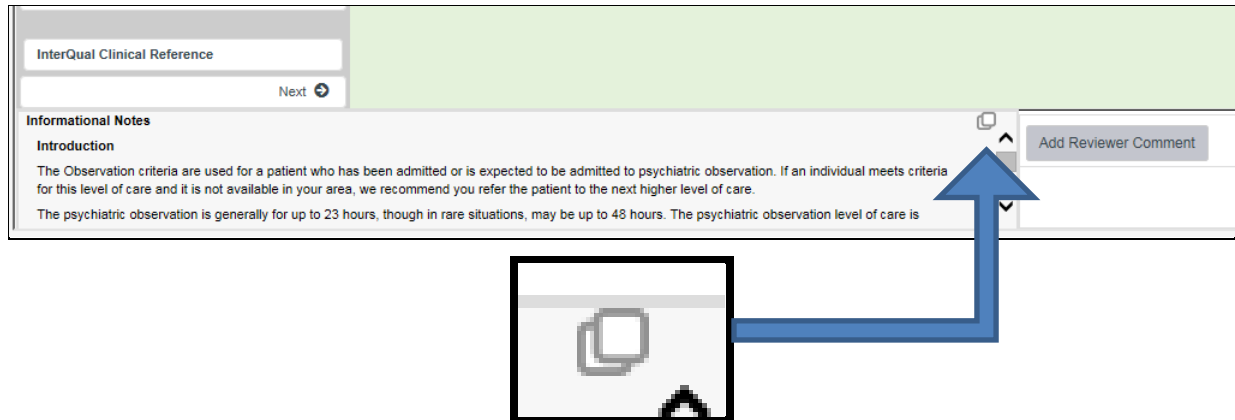 InterQual Clinical Reference
Next
Informational Notes
Introduction
The Observation criteria are used for a patient who has been admitted or is expected to be admitted to psychiatric observation. If an individual meets criteria
for this level of care and it is not available in your area, we recommend you refer the patient to the next higher level of care.
The psychiatric observation is generally for up to 23 hours, though in rare situations, may be up to 48 hours. The psychiatric observation level of care is
Add Reviewer Comment